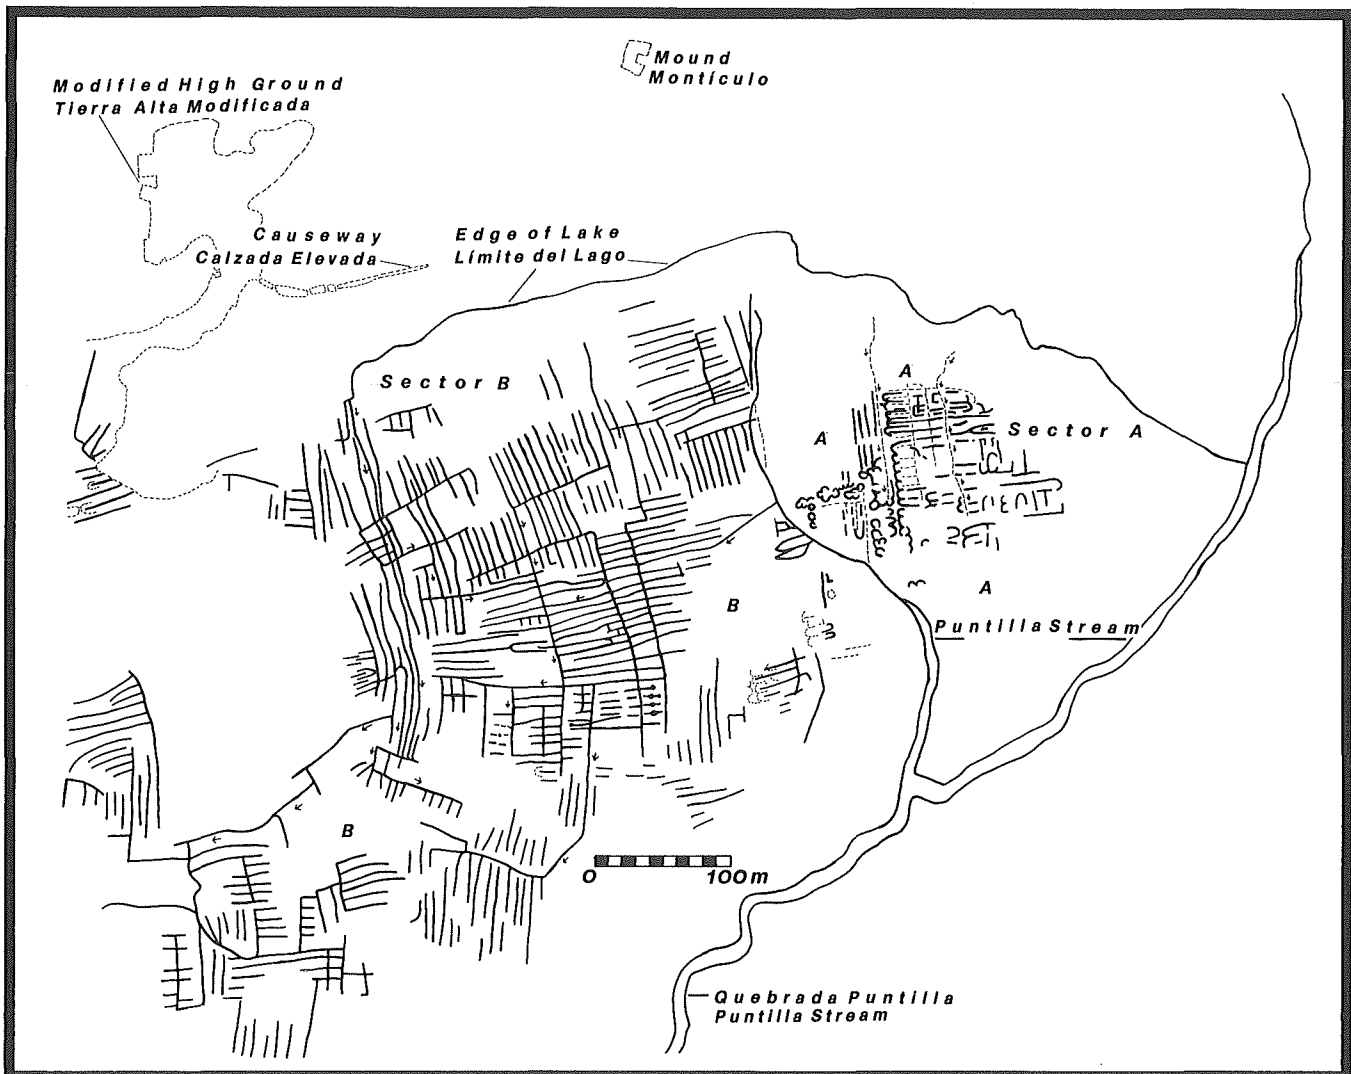 Mound
Montículo
Modified High Ground
Tierra Alta Modificada
Causeway
Calzada Elevada
Edge of Lake
Límite del Lago
Sector B
A
A
Sector A
B
A
Puntilla Stream
B
0 100m
Quebrada Puntilla
Puntilla Stream